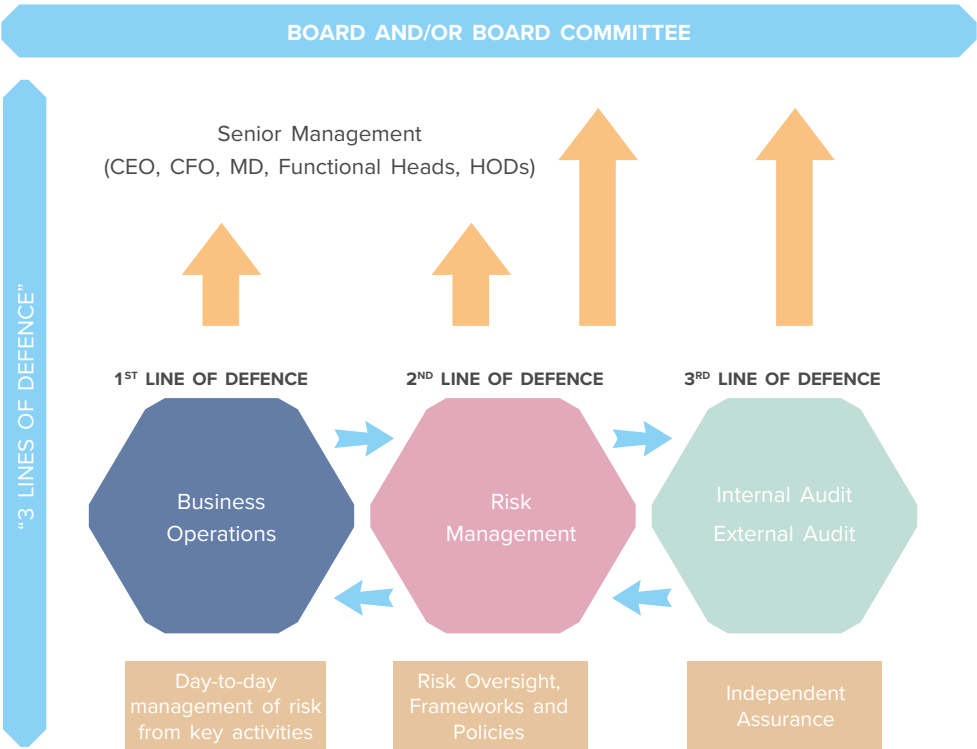 BOARD AND/OR BOARD COMMITTEE
"3 LINES OF DEFENCE"
Senior Management
(CEO, CFO, MD, Functional Heads, HODs)
1ST LINE OF DEFENCE
2ND LINE OF DEFENCE
3RD LINE OF DEFENCE
Business
Operations
Risk
Management
Internal Audit
External Audit
Day-to-day
management of risk
from key activities
Risk Oversight,
Frameworks and
Policies
Independent
Assurance